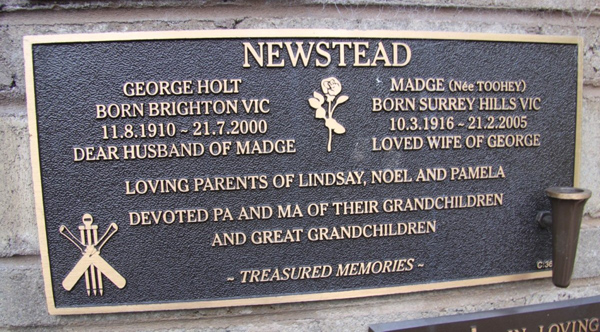 NEWSTEAD
GEORGE HOLT
BORN BRIGHTON VIC
11.8.1910 ~ 21.7.2000
DEAR HUSBAND OF MADGE
MADGE (Née TOOHEY)
BORN SURREY HILLS VIC
10.3.1916 ~ 21.2.2005
LOVED WIFE OF GEORGE
LOVING PARENTS OF LINDSAY, NOEL AND PAMELA
DEVOTED PA AND MA OF THEIR GRANDCHILDREN
AND GREAT GRANDCHILDREN
~ TREASURED MEMORIES ~
LOVING